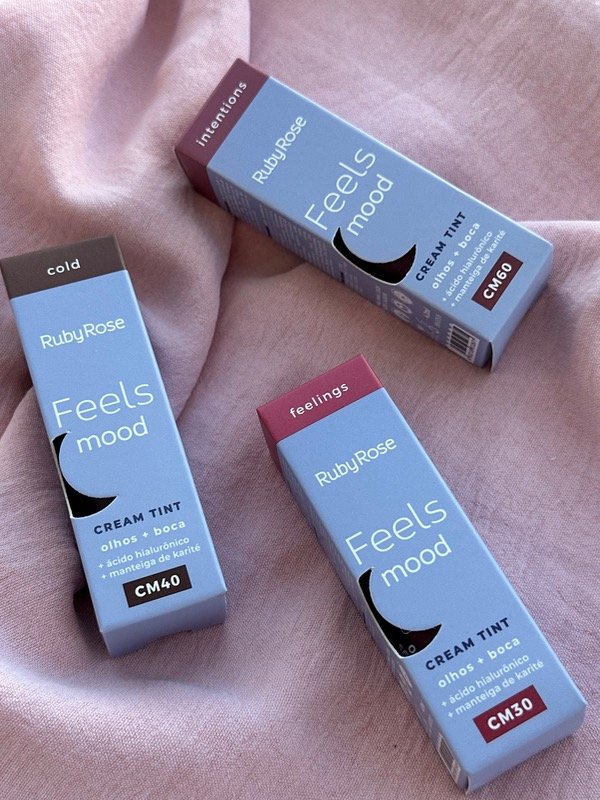 intentions
RubyRose
Feels
mood
CREAM TINT
olhos + boca
+ ácido hialurônico
+ manteiga de karité
CM60
cold
RubyRose
Feels
mood
CREAM TINT
olhos + boca
+ ácido hialurônico
+ manteiga de karité
CM40
feelings
RubyRose
Feels
mood
CREAM TINT
olhos + boca
+ ácido hialurônico
+ manteiga de karité
CM30